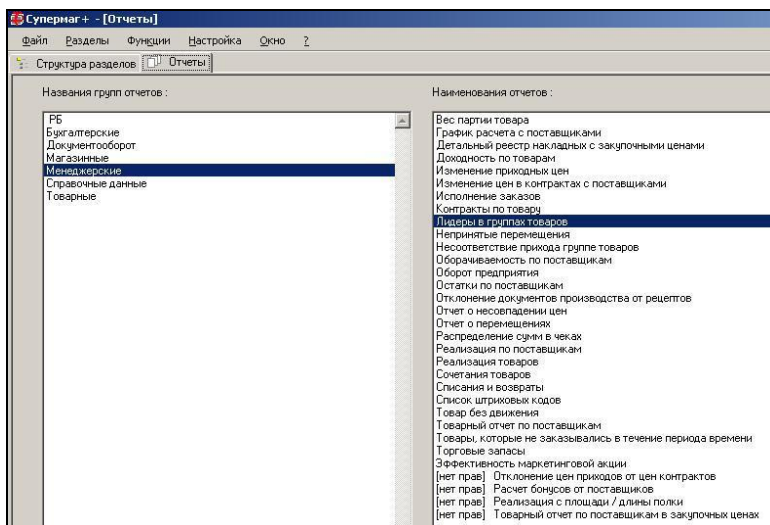 Супермаг+ - [Отчеты]
Файл Разделы Функции Настройка Окно ?
Структура разделов Отчеты
Названия групп отчетов :
РБ
Бухгалтерские
Документооборот
Магазинные
Менеджерские
Справочные данные
Товарные
Наименования отчетов :
Вес партии товара
График расчета с поставщиками
Детальный реестр накладных с закупочными ценами
Доходность по товарам
Изменение приходных цен
Изменение цен в контрактах с поставщиками
Исполнение заказов
Контракты по товару
Лидеры в группах товаров
Непринятые перемещения
Несоответствие прихода группе товаров
Оборачиваемость по поставщикам
Оборот предприятия
Остатки по поставщикам
Отклонение документов производства от рецептов
Отчет о несовпадении цен
Отчет о перемещениях
Распределение сумм в чеках
Реализация по поставщикам
Реализация товаров
Сочетания товаров
Списания и возвраты
Список штриховых кодов
Товар без движения
Товарный отчет по поставщикам
Товары, которые не заказывались в течение периода времени
Торговые запасы
Эффективность маркетинговой акции
[нет прав] Отклонение цен приходов от цен контрактов
[нет прав] Расчет бонусов от поставщиков
[нет прав] Реализация с площади / длины полки
[нет прав] Товарный отчет по поставщикам в закупочных ценах